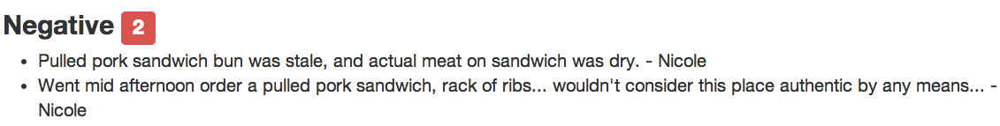 Negative 2
• Pulled pork sandwich bun was stale, and actual meat on sandwich was dry. - Nicole
• Went mid afternoon order a pulled pork sandwich, rack of ribs... wouldn't consider this place authentic by any means... -
Nicole